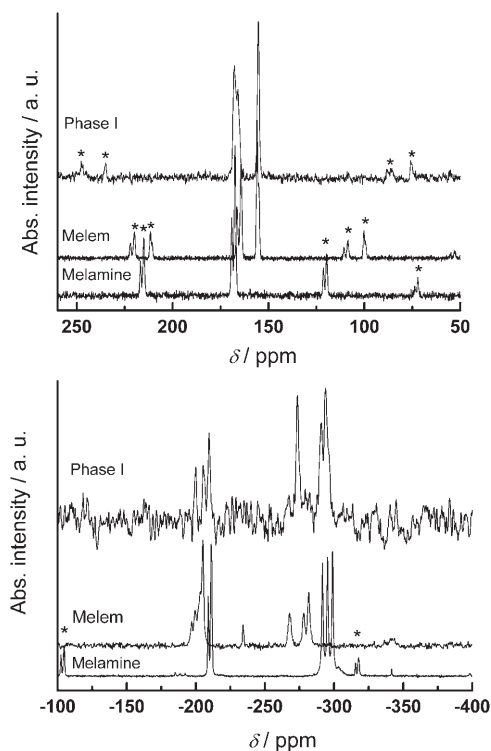 Abs. intensity / a. u.
Phase I
* * * *
Melem
* * * * *
Melamine
* *
250 200 150 100 50
δ / ppm
Abs. intensity / a. u.
Phase I
Melem
* *
Melamine
-100 -150 -200 -250 -300 -350 -400
δ / ppm